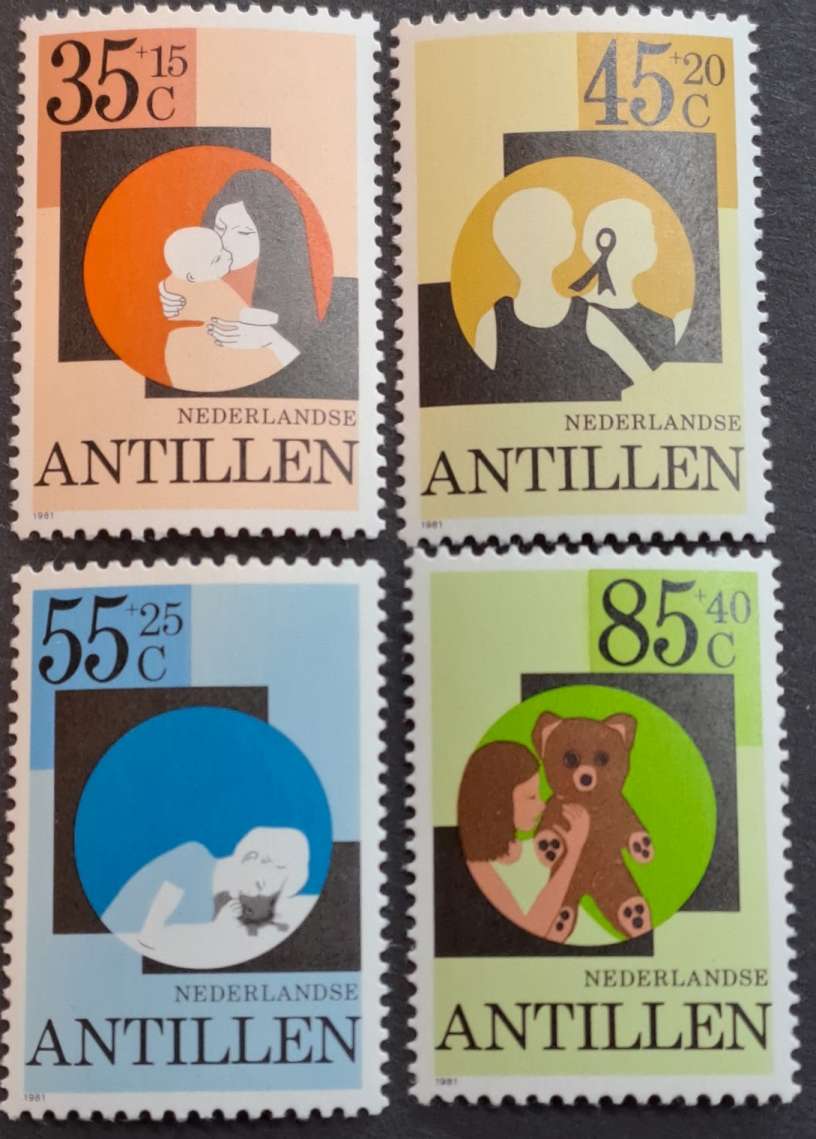 35 +15 C
NEDERLANDSE
ANTILLEN
1981
45 +20 C
NEDERLANDSE
ANTILLEN
1981
55 +25 C
NEDERLANDSE
ANTILLEN
1981
85 +40 C
NEDERLANDSE
ANTILLEN
1981